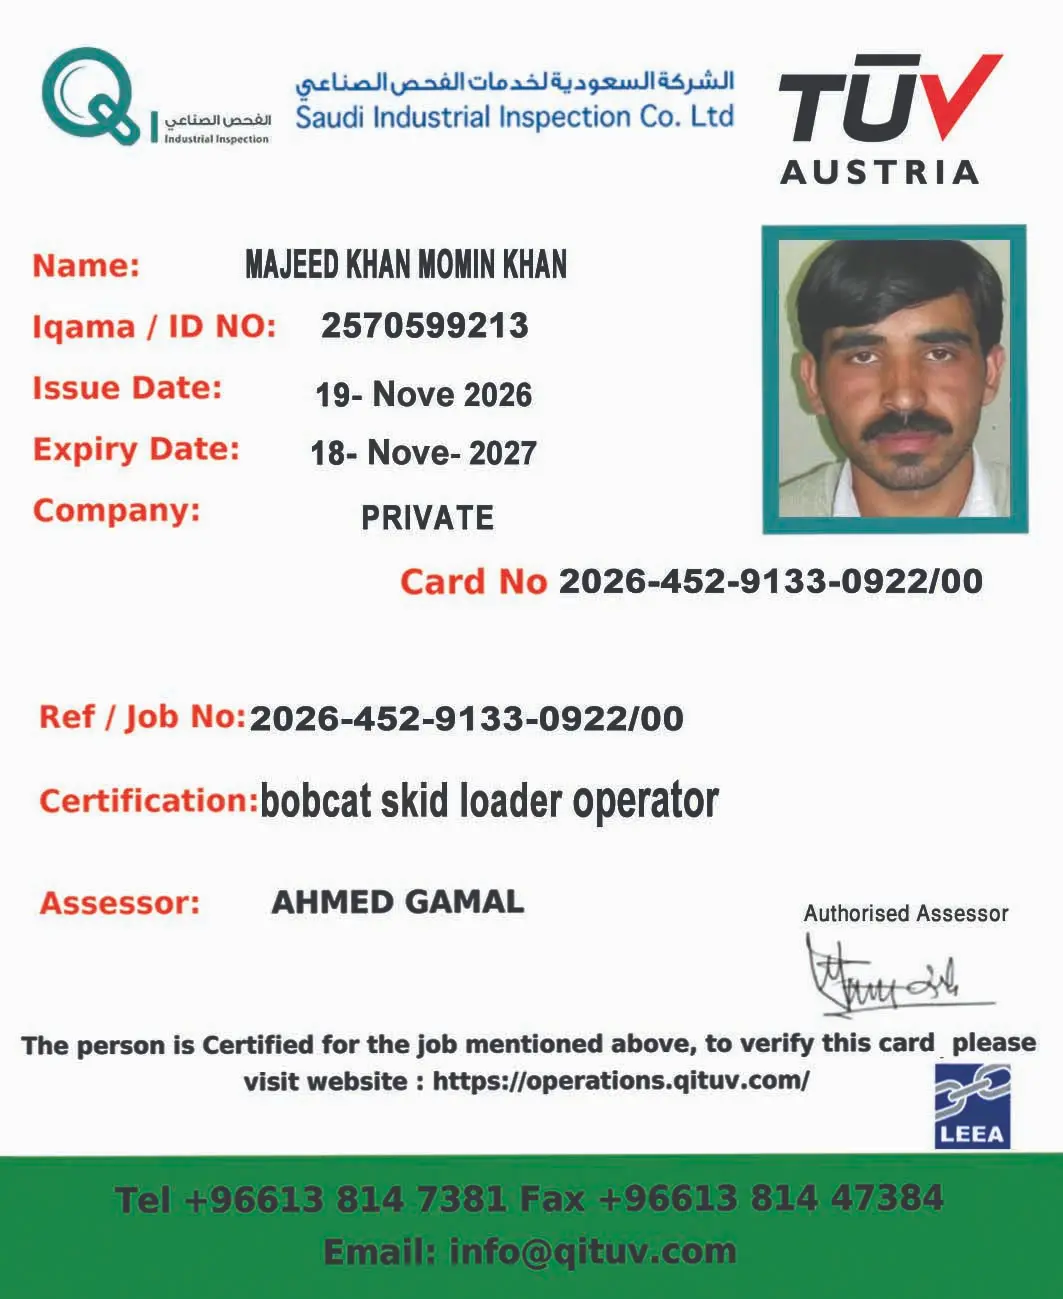 الفحص الصناعي
Industrial Inspection
الشركة السعودية لخدمات الفحص الصناعي
Saudi Industrial Inspection Co. Ltd
TÜV
AUSTRIA
Name: MAJEED KHAN MOMIN KHAN
Iqama / ID NO: 2570599213
Issue Date: 19- Nove 2026
Expiry Date: 18- Nove- 2027
Company: PRIVATE
Card No 2026-452-9133-0922/00
Ref / Job No: 2026-452-9133-0922/00
Certification: bobcat skid loader operator
Assessor: AHMED GAMAL
Authorised Assessor
The person is Certified for the job mentioned above, to verify this card please
visit website : https://operations.qituv.com/
LEEA
Tel +96613 814 7381 Fax +96613 814 47384
Email: info@qituv.com